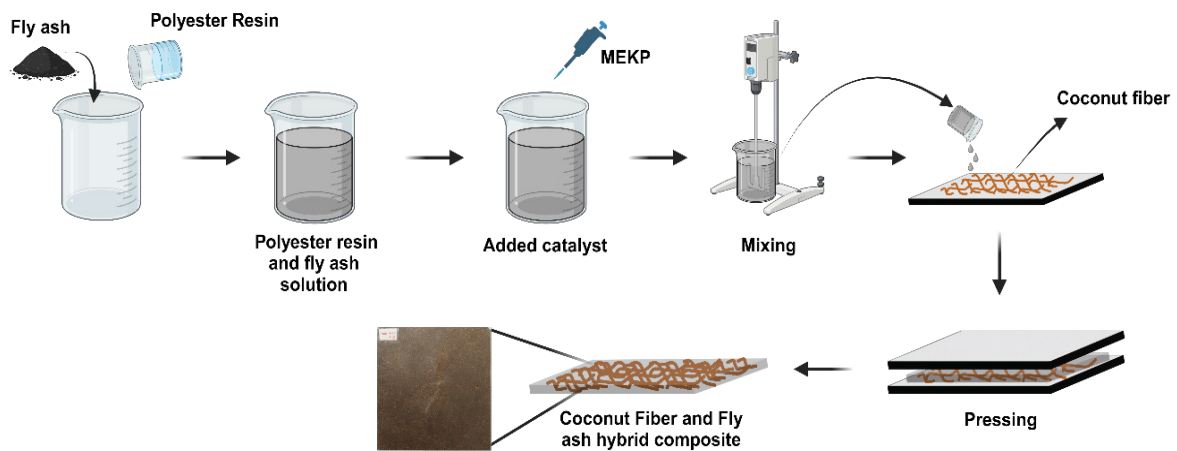 Fly ash
Polyester Resin
MEKP
Coconut fiber
Polyester resin
and fly ash
solution
Added catalyst
Mixing
Coconut Fiber and Fly
ash hybrid composite
Pressing